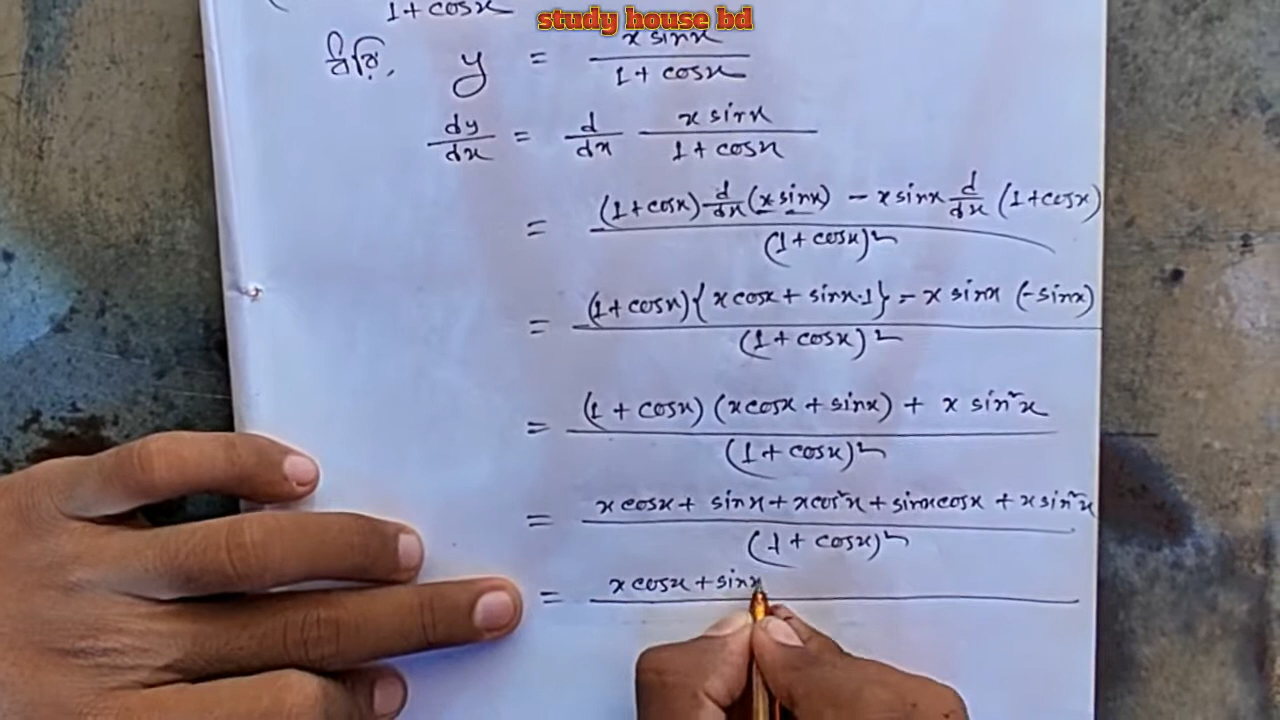 1 + cosx
study house bd
ধরি, y = x sinx / 1 + cosx
dy/dx = d/dx x sinx / 1 + cosx
= (1 + cosx) d/dx (x sinx) - x sinx d/dx (1 + cosx) / (1 + cosx)²
= (1 + cosx) { x cosx + sinx.1 } - x sinx (-sinx) / (1 + cosx)²
= (1 + cosx) (x cosx + sinx) + x sin²x / (1 + cosx)²
= x cosx + sinx + x cos²x + sinx cosx + x sin²x / (1 + cosx)²
= x cosx + sinx